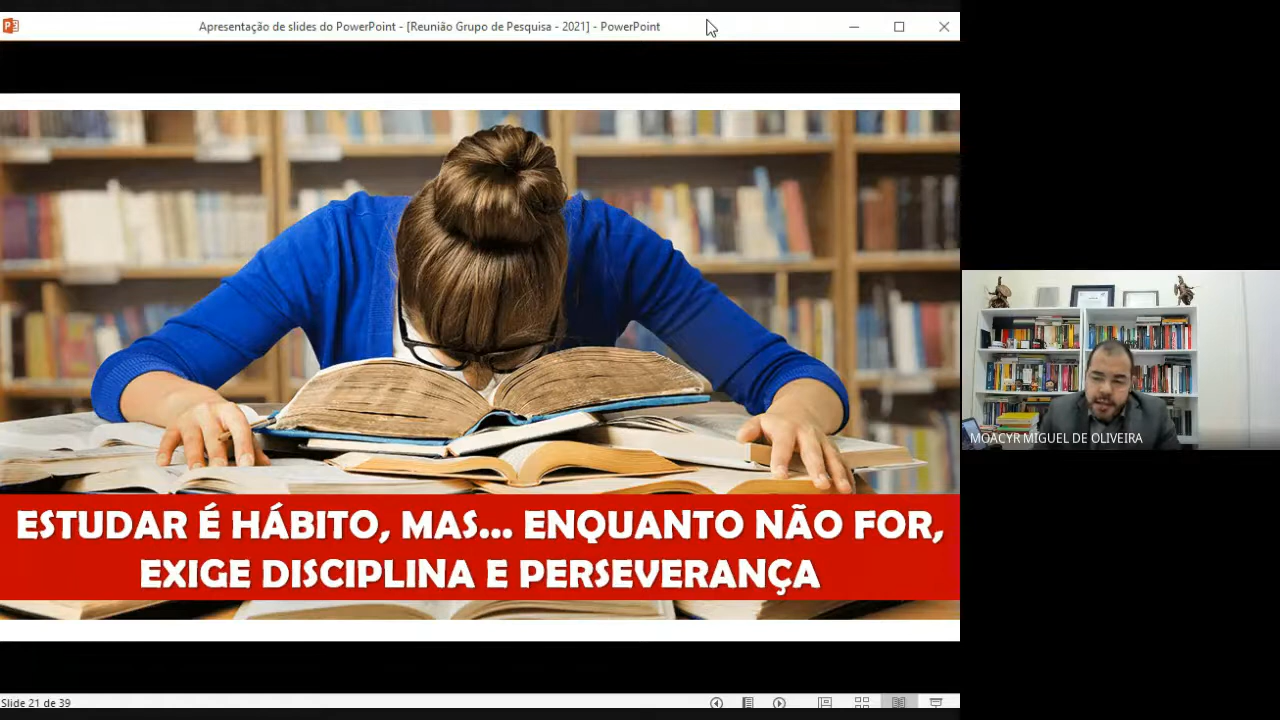 Apresentação de slides do PowerPoint - [Reunião Grupo de Pesquisa - 2021] - PowerPoint
ESTUDAR É HÁBITO, MAS... ENQUANTO NÃO FOR,
EXIGE DISCIPLINA E PERSEVERANÇA
MOACYR MIGUEL DE OLIVEIRA
Slide 21 de 39